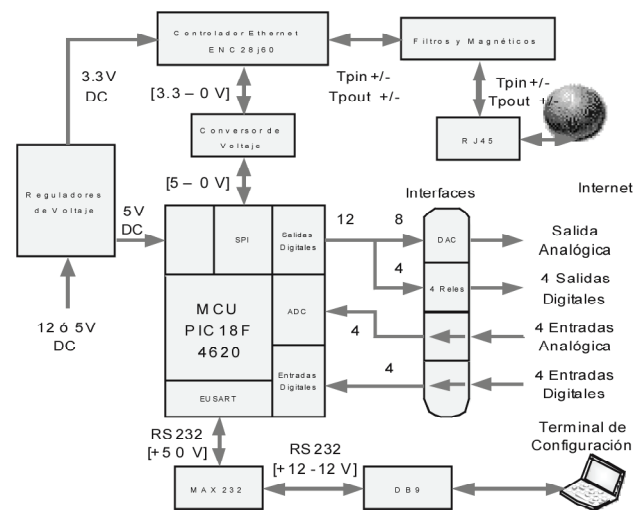 Controlador Ethernet
ENC28j60
Filtros y Magnéticos
3.3V
DC
[3.3 – 0 V]
Tpin +/-
Tpout +/-
Tpin +/-
Tpout +/-
Conversor de
Voltaje
RJ45
Reguladores
de Voltaje
[5 – 0 V]
Interfaces
Internet
5V
DC
SPI
Salidas
Digitales
12
8
DAC
Salida
Analógica
4
4 Reles
4 Salidas
Digitales
MCU
PIC18F
4620
ADC
4
4 Entradas
Analógica
12 ó 5V
DC
Entradas
Digitales
4
4 Entradas
Digitales
EUSART
RS232
[+5 0 V]
RS232
[+12 -12 V]
Terminal de
Configuración
MAX232
DB9